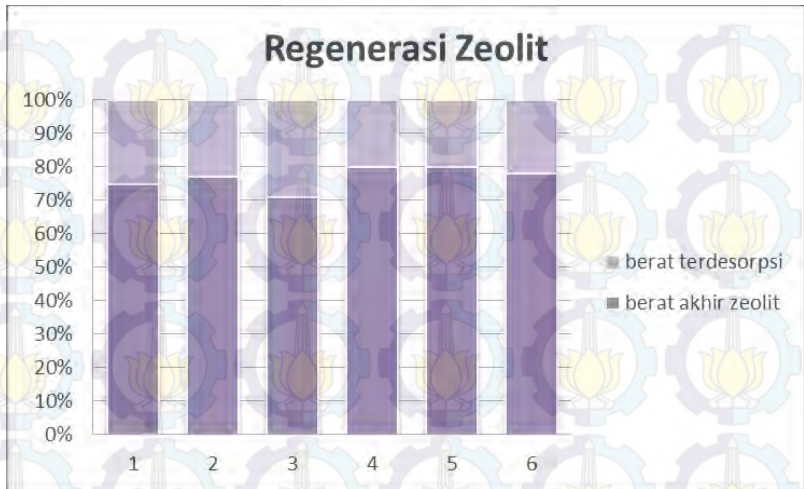 Regenerasi Zeolit
100%
90%
80%
70%
60%
50%
40%
30%
20%
10%
0%
1 2 3 4 5 6
berat terdesorpsi
berat akhir zeolit